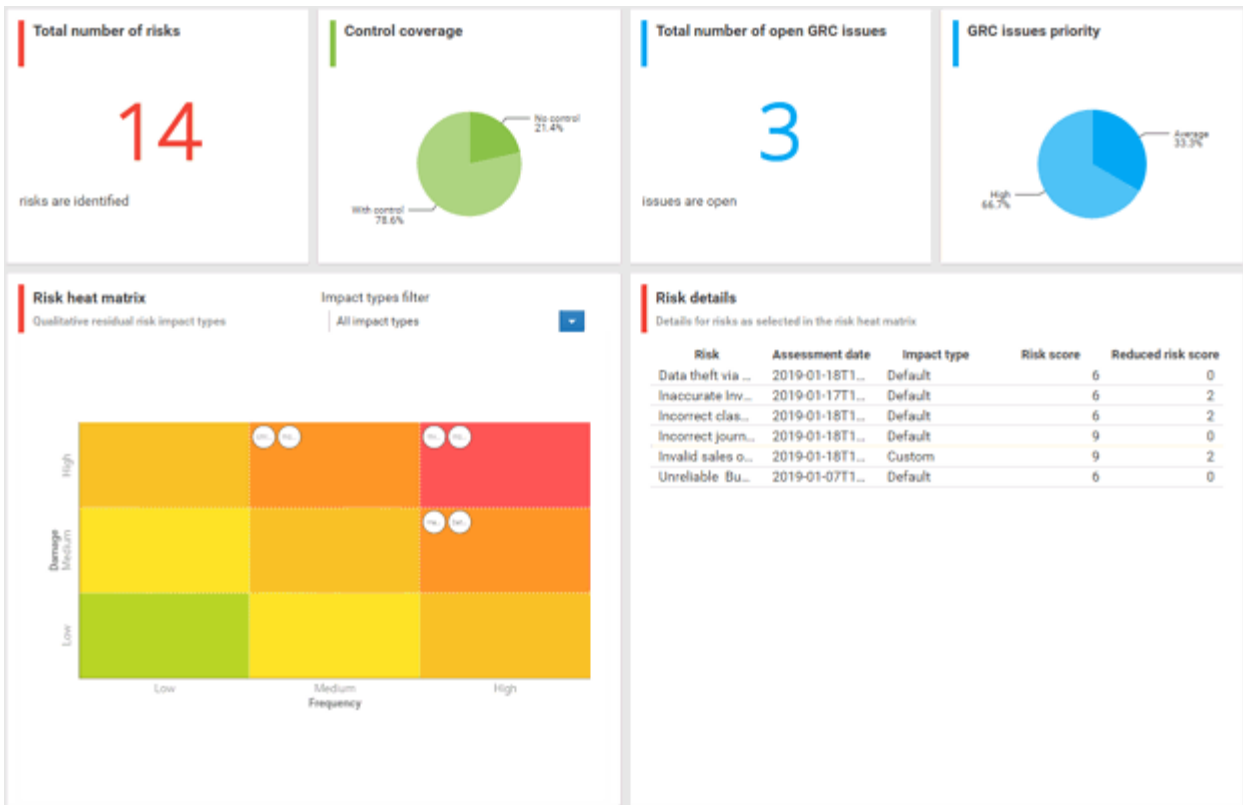 Total number of risks
14
risks are identified
Control coverage
No control
21.4%
With control
78.6%
Total number of open GRC issues
3
issues are open
GRC issues priority
Average
33.3%
High
66.7%
Risk heat matrix
Qualitative residual risk impact types
Impact types filter
All impact types
High
Medium
Low
Damage
Low Medium High
Frequency
Risk details
Details for risks as selected in the risk heat matrix
Risk Assessment date Impact type Risk score Reduced risk score
Data theft via ... 2019-01-18T1... Default 6 0
Inaccurate Inv... 2019-01-17T1... Default 6 2
Incorrect clas... 2019-01-18T1... Default 6 2
Incorrect journ... 2019-01-18T1... Default 9 0
Invalid sales o... 2019-01-18T1... Custom 9 2
Unreliable Bu... 2019-01-07T1... Default 6 0